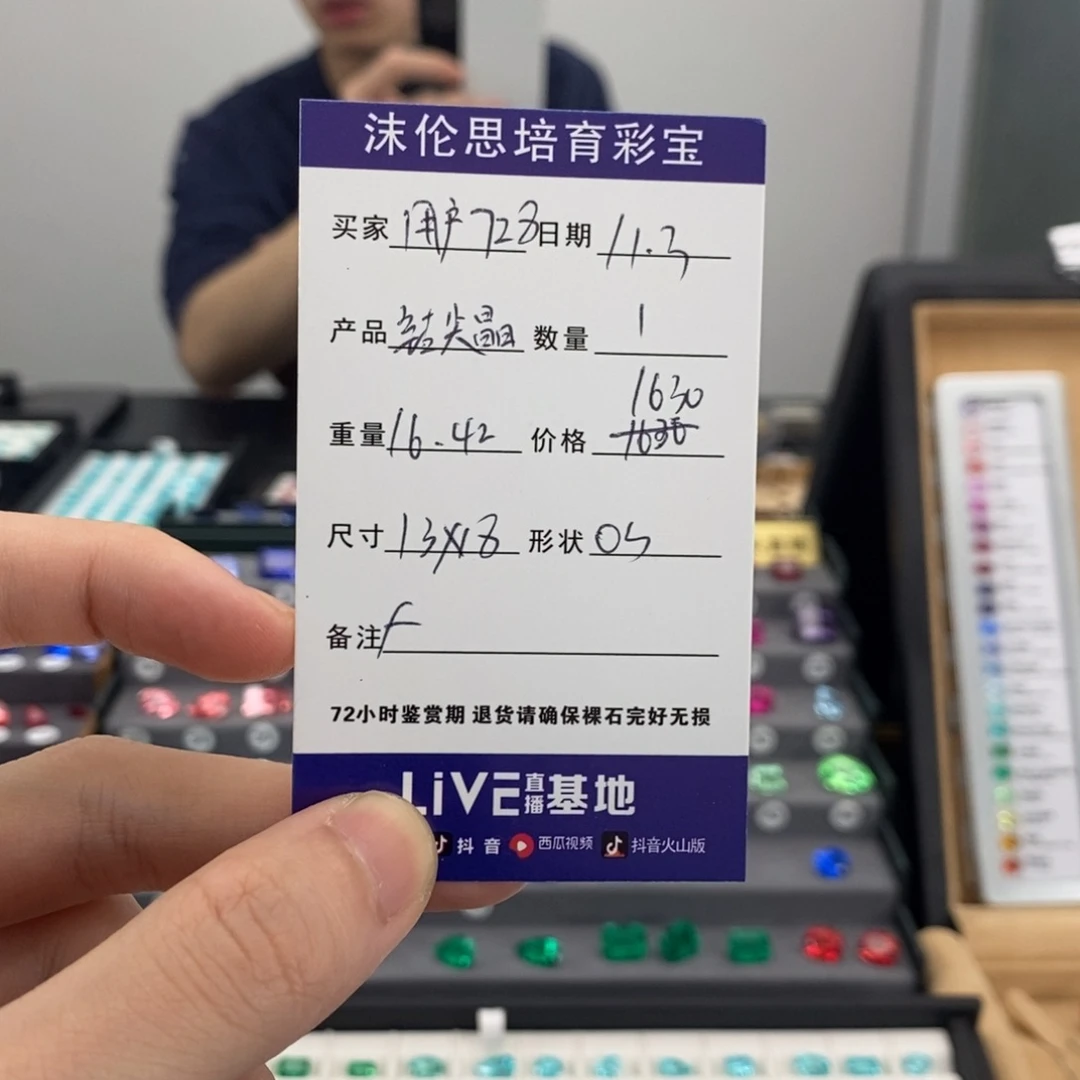 沫伦思培育彩宝
买家 用户728 日期 11.3
产品 尖晶 数量 1
1630
重量 16.42 价格 1636
尺寸 13X18 形状 OS
备注 F
72小时鉴赏期 退货请确保裸石完好无损
LiVE 直播 基地
抖音 西瓜视频 抖音火山版